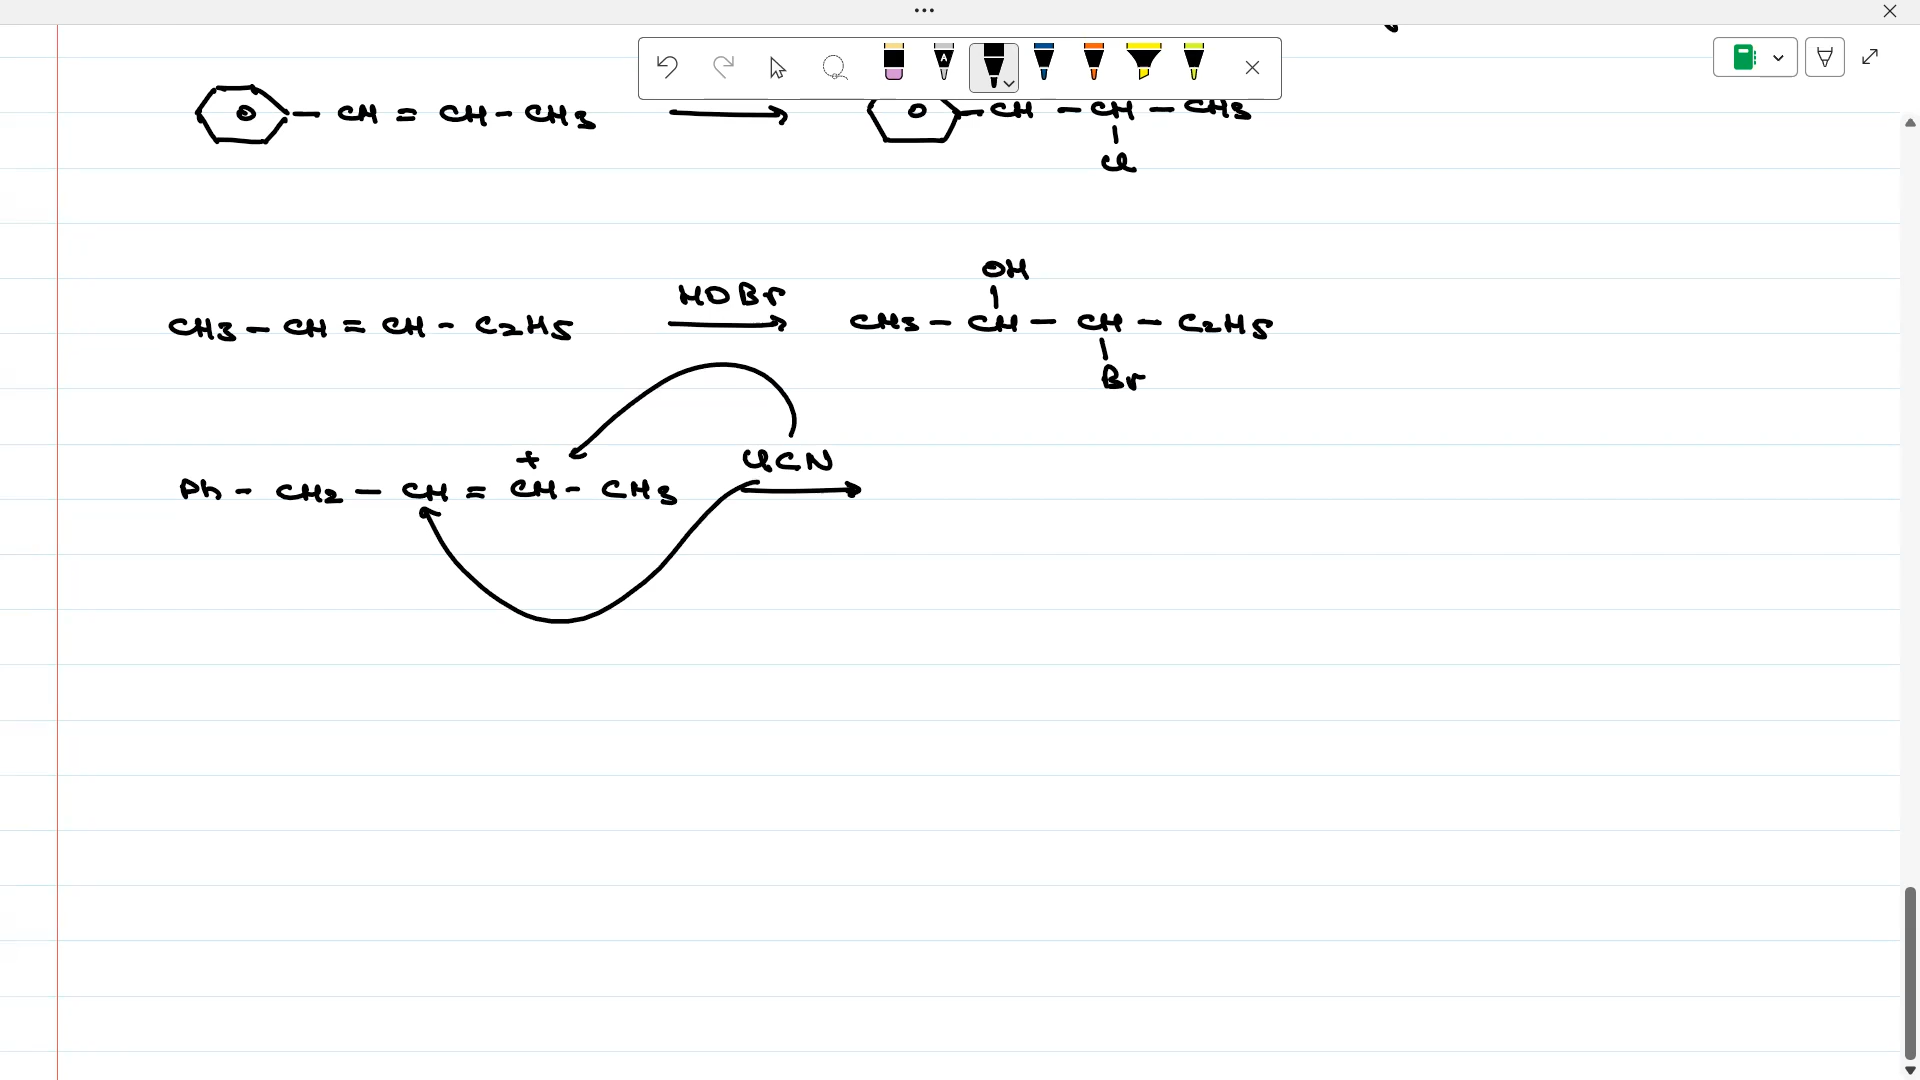 ⌬ - CH = CH - CH3 → ⌬ - CH - CH - CH3
Cl
OH
HOBr
CH3 - CH = CH - C2H5 → CH3 - CH - CH - C2H5
Br
+ ClCN
Ph - CH2 - CH = CH - CH3 →